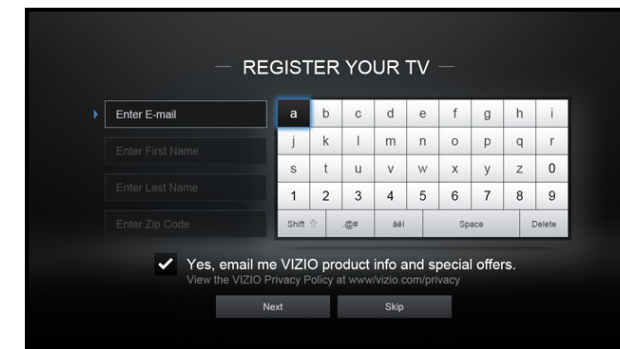 REGISTER YOUR TV
Enter E-mail
Enter First Name
Enter Last Name
Enter Zip Code
a b c d e f g h i
j k l m n o p q r
s t u v w x y z 0
1 2 3 4 5 6 7 8 9
Shift .@# âêí Space Delete
Yes, email me VIZIO product info and special offers.
View the VIZIO Privacy Policy at www/vizio.com/privacy
Next Skip